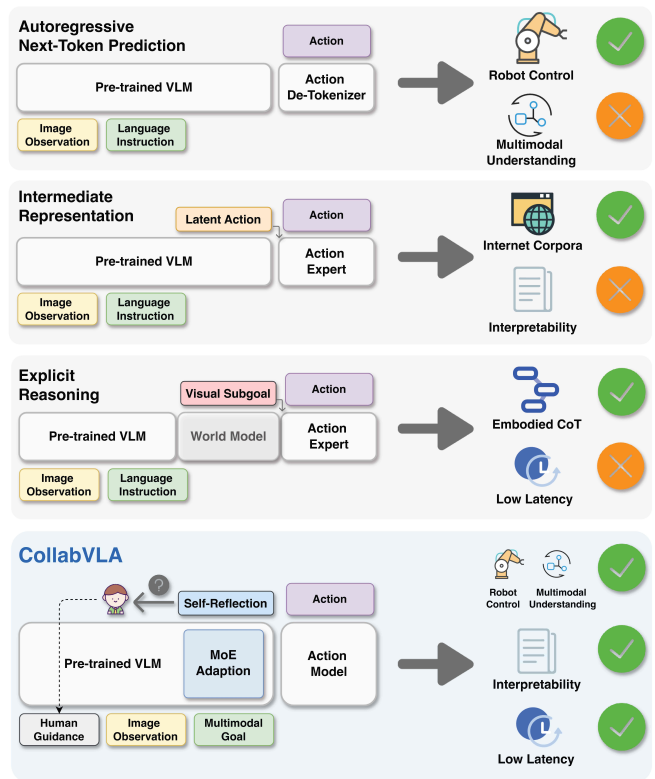 Autoregressive
Next-Token Prediction
Action
Pre-trained VLM
Action
De-Tokenizer
Image
Observation
Language
Instruction
Robot Control
Multimodal
Understanding
Intermediate
Representation
Latent Action
Action
Pre-trained VLM
Action
Expert
Image
Observation
Language
Instruction
Internet Corpora
Interpretability
Explicit
Reasoning
Visual Subgoal
Action
Pre-trained VLM
World Model
Action
Expert
Image
Observation
Language
Instruction
Embodied CoT
Low Latency
CollabVLA
?
Self-Reflection
Action
Pre-trained VLM
MoE
Adaption
Action
Model
Human
Guidance
Image
Observation
Multimodal
Goal
Robot
Control
Multimodal
Understanding
Interpretability
Low Latency